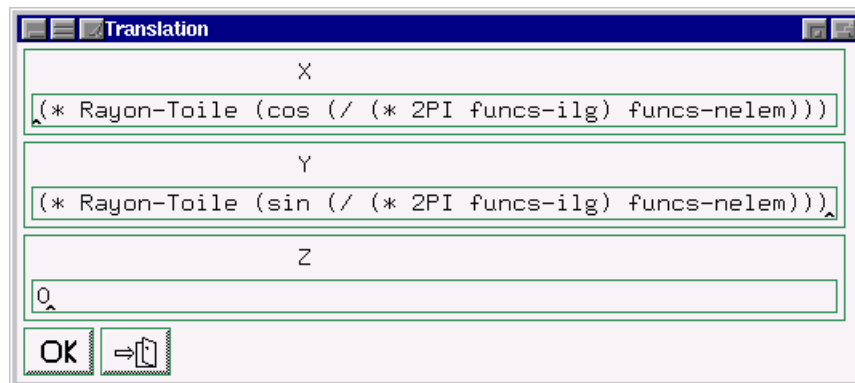 Translation
X
(* Rayon-Toile (cos (/ (* 2PI funcs-ilg) funcs-nelem)))
Y
(* Rayon-Toile (sin (/ (* 2PI funcs-ilg) funcs-nelem)))
Z
0
OK